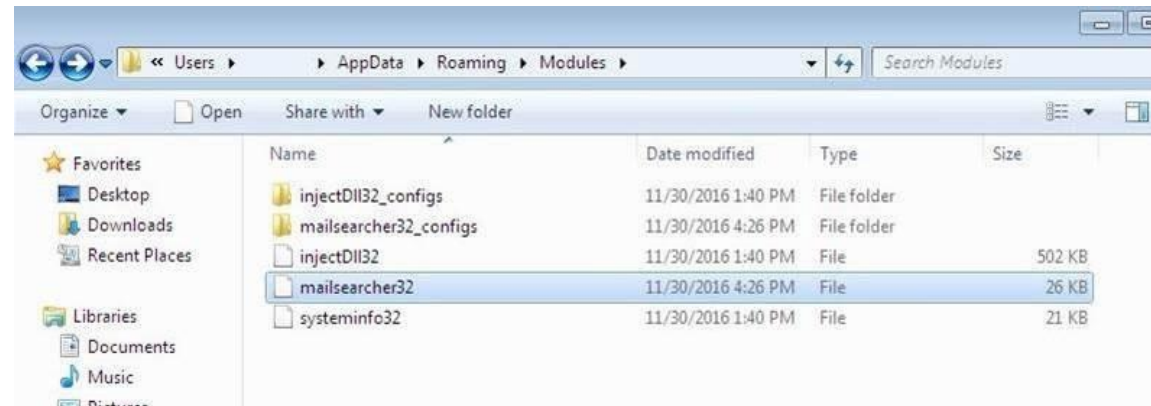 « Users ▸ ▸ AppData ▸ Roaming ▸ Modules ▸ Search Modules
Organize ▾ Open Share with ▾ New folder
Name Date modified Type Size
Favorites
Desktop
Downloads
Recent Places
Libraries
Documents
Music
Pictures
injectDll32_configs 11/30/2016 1:40 PM File folder
mailsearcher32_configs 11/30/2016 4:26 PM File folder
injectDll32 11/30/2016 1:40 PM File 502 KB
mailsearcher32 11/30/2016 4:26 PM File 26 KB
systeminfo32 11/30/2016 1:40 PM File 21 KB